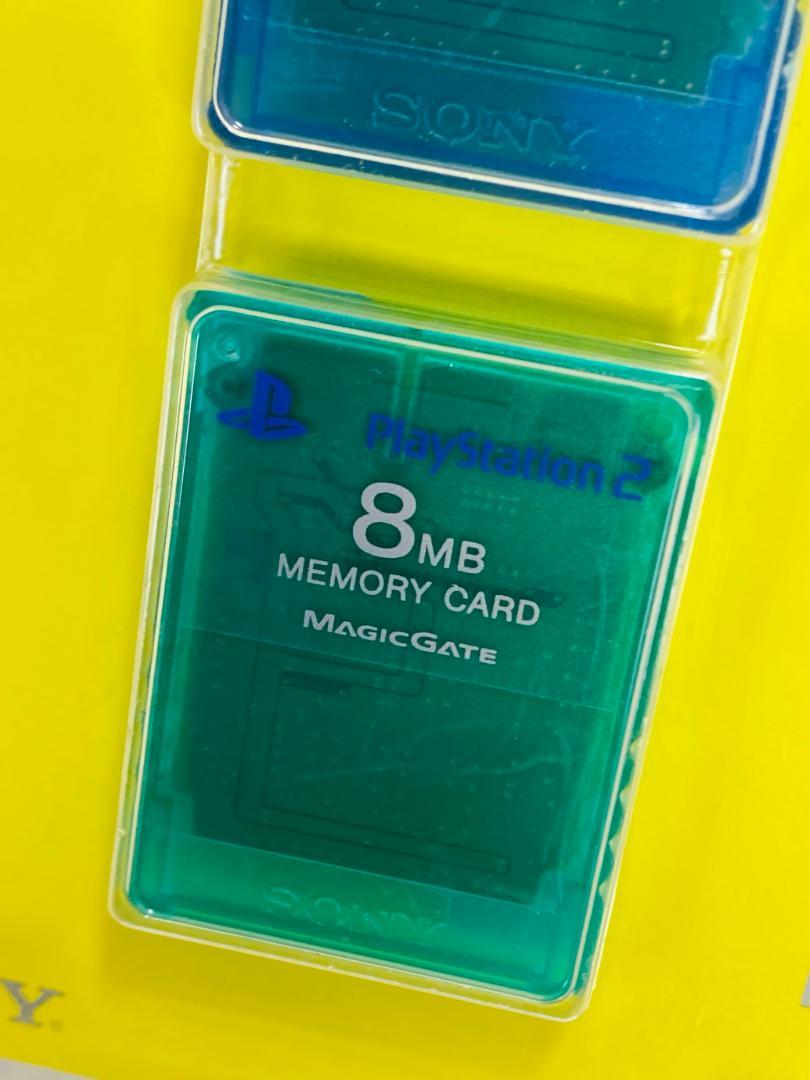 SONY
PlayStation 2
8MB
MEMORY CARD
MAGICGATE
SONY
Y